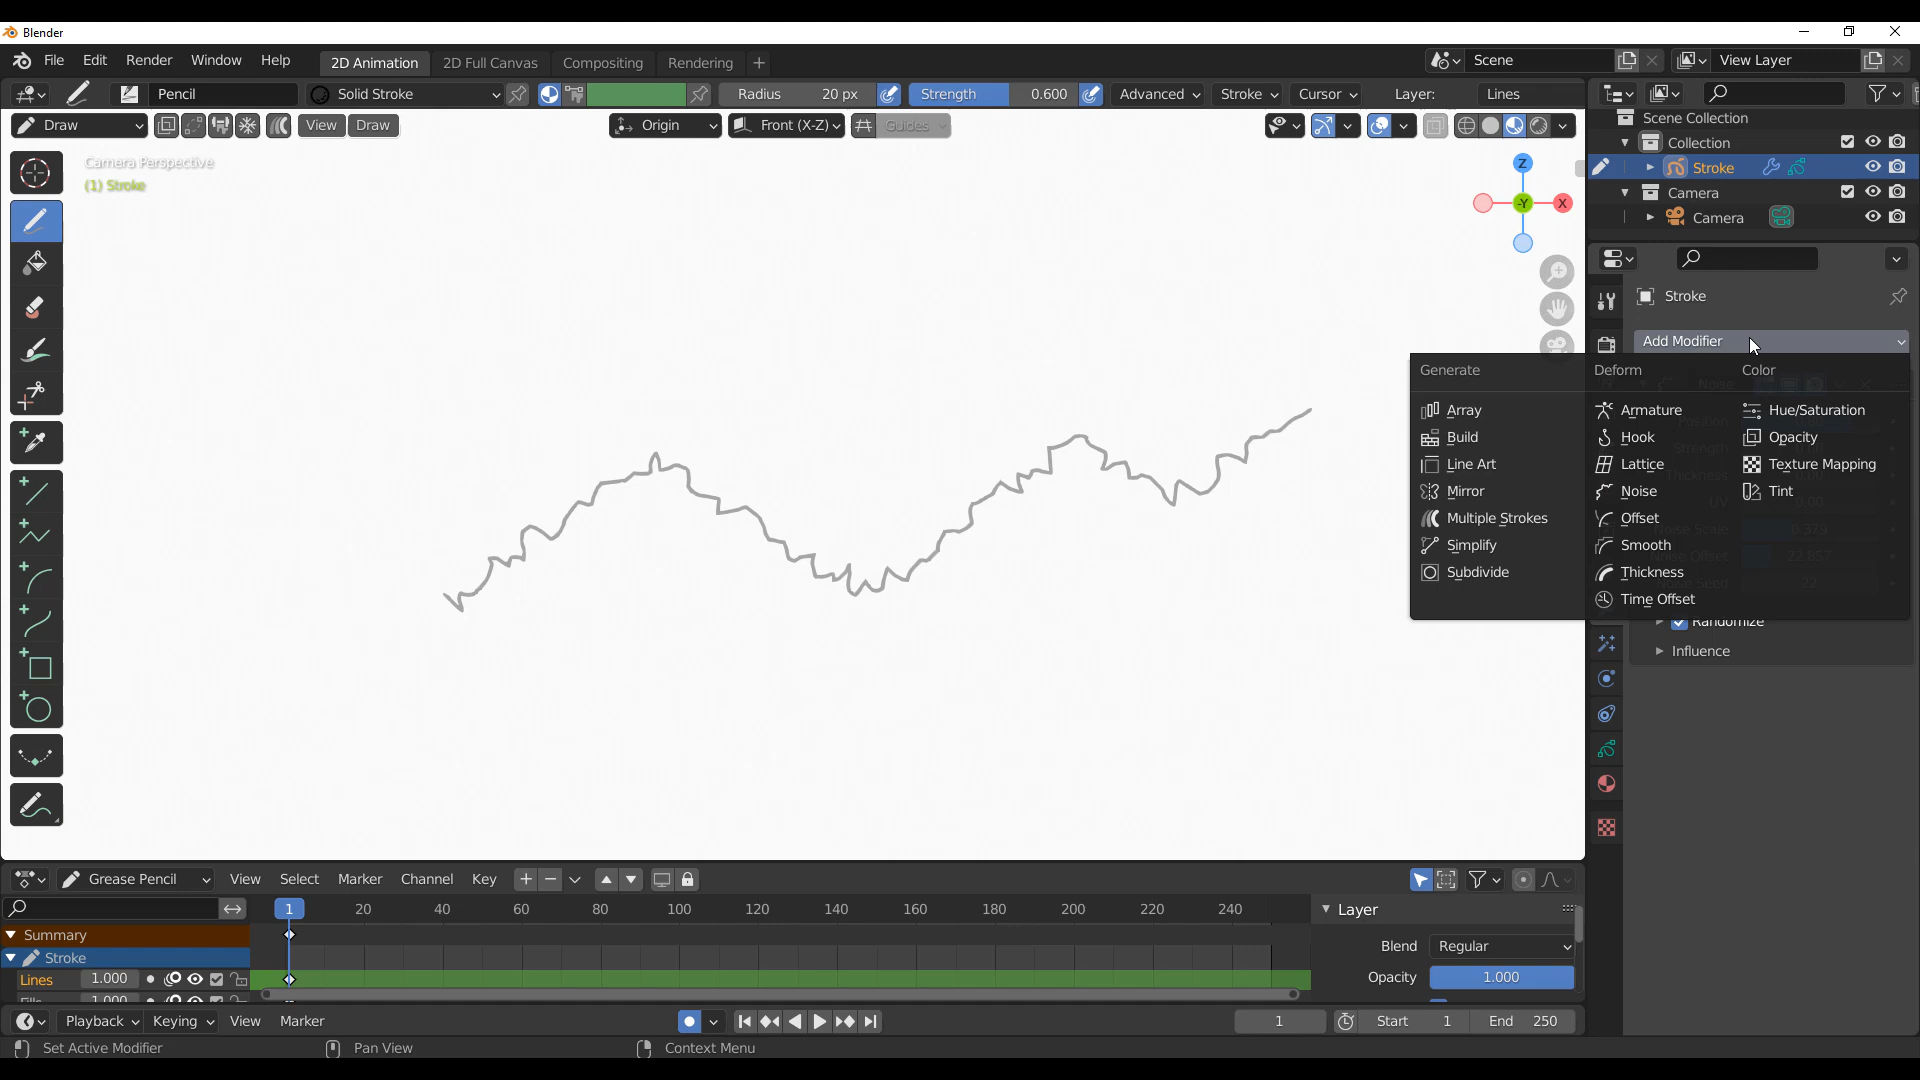 Blender
File Edit Render Window Help 2D Animation 2D Full Canvas Compositing Rendering + Scene View Layer
Pencil Solid Stroke Radius 20 px Strength 0.600 Advanced Stroke Cursor Layer: Lines
Draw View Draw Origin Front (X-Z) Guides
Camera Perspective
(1) Stroke
Z
-Y X
Scene Collection
Collection
Stroke
Camera
Camera
Stroke
Add Modifier
Generate Deform Color
Array Armature Hue/Saturation
Build Hook Opacity
Line Art Lattice Texture Mapping
Mirror Noise Tint
Multiple Strokes Offset
Simplify Smooth
Subdivide Thickness
Time Offset
Randomize
Influence
Grease Pencil View Select Marker Channel Key
1 20 40 60 80 100 120 140 160 180 200 220 240
Layer
Summary
Blend Regular
Stroke
Lines 1.000
Opacity 1.000
Fills 1.000
Playback Keying View Marker 1 Start 1 End 250
Set Active Modifier Pan View Context Menu